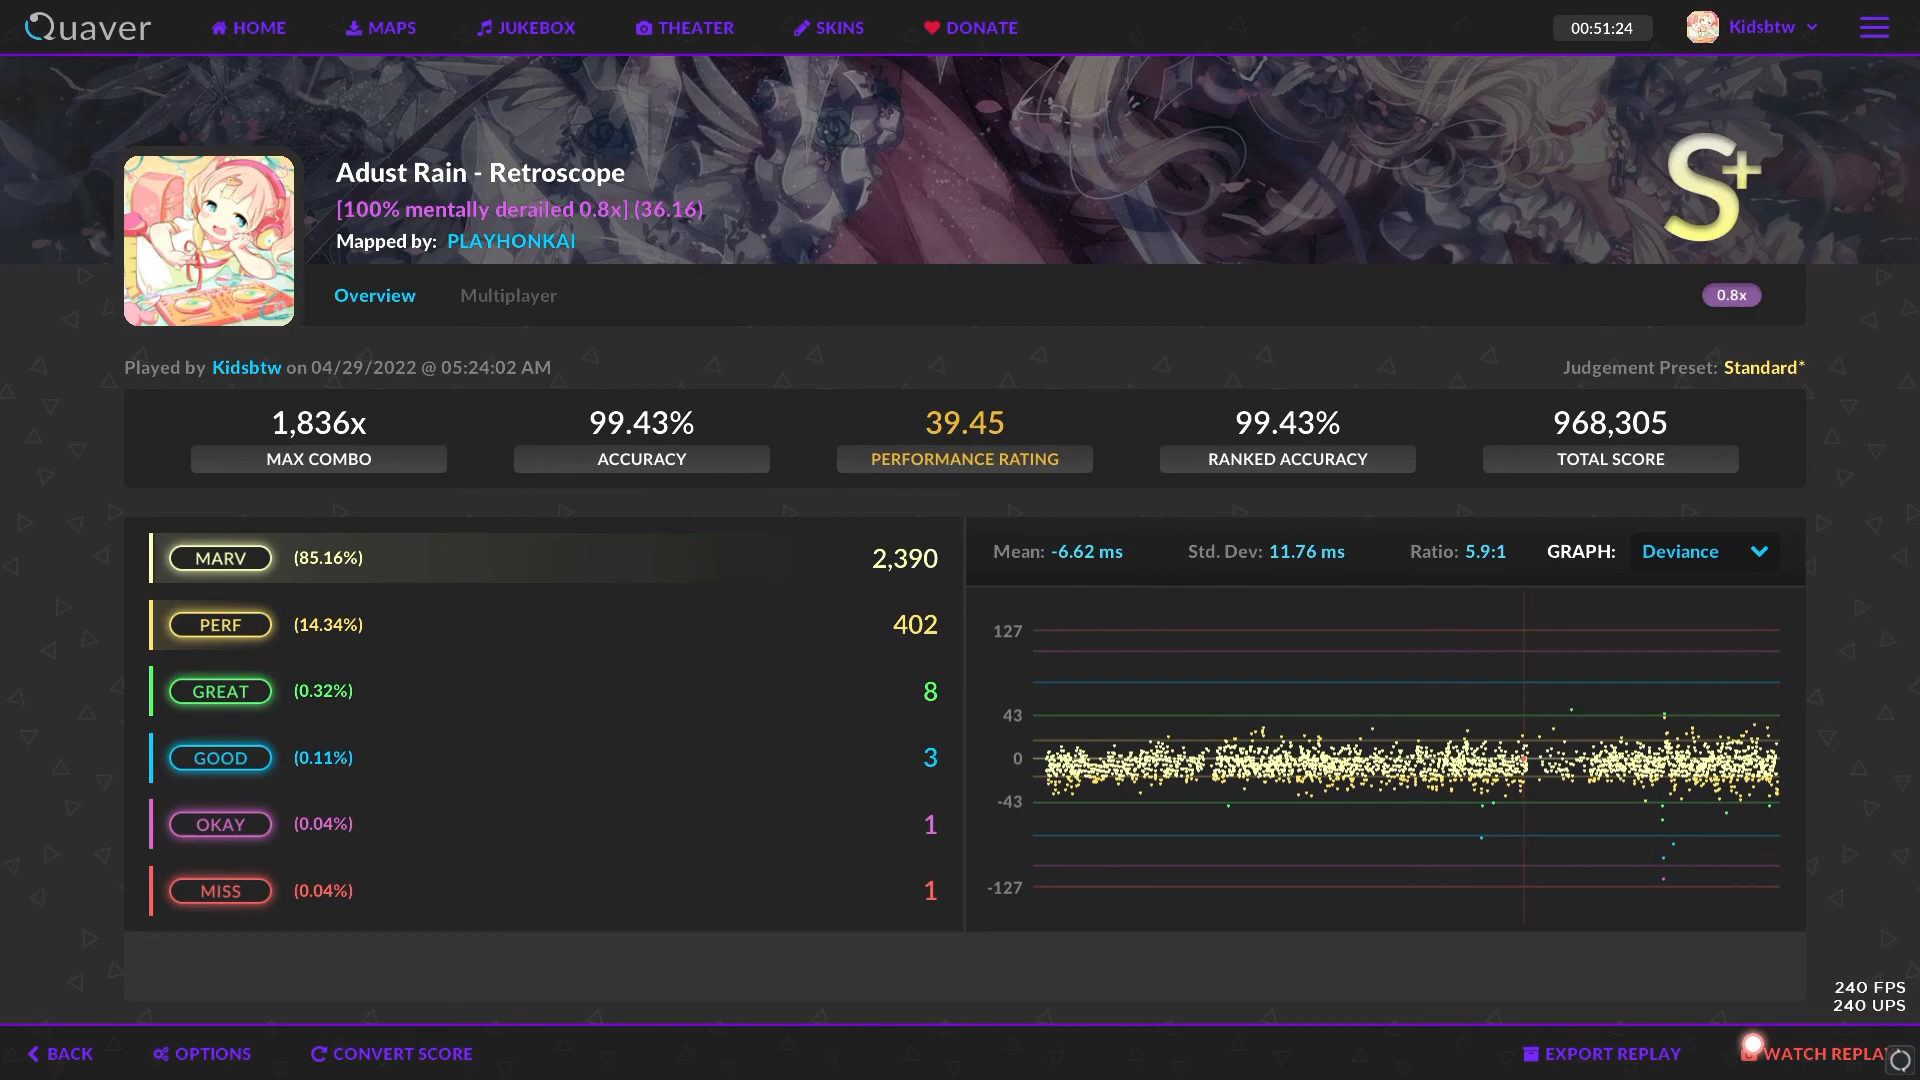 Quaver HOME MAPS JUKEBOX THEATER SKINS DONATE 00:51:24 Kidsbtw
Adust Rain - Retroscope
[100% mentally derailed 0.8x] (36.16)
Mapped by: PLAYHONKAI
S+
Overview Multiplayer 0.8x
Played by Kidsbtw on 04/29/2022 @ 05:24:02 AM Judgement Preset: Standard*
1,836x 99.43% 39.45 99.43% 968,305
MAX COMBO ACCURACY PERFORMANCE RATING RANKED ACCURACY TOTAL SCORE
MARV (85.16%) 2,390
PERF (14.34%) 402
GREAT (0.32%) 8
GOOD (0.11%) 3
OKAY (0.04%) 1
MISS (0.04%) 1
Mean: -6.62 ms Std. Dev: 11.76 ms Ratio: 5.9:1 GRAPH: Deviance
127
43
0
-43
-127
240 FPS
240 UPS
BACK OPTIONS CONVERT SCORE EXPORT REPLAY WATCH REPLA